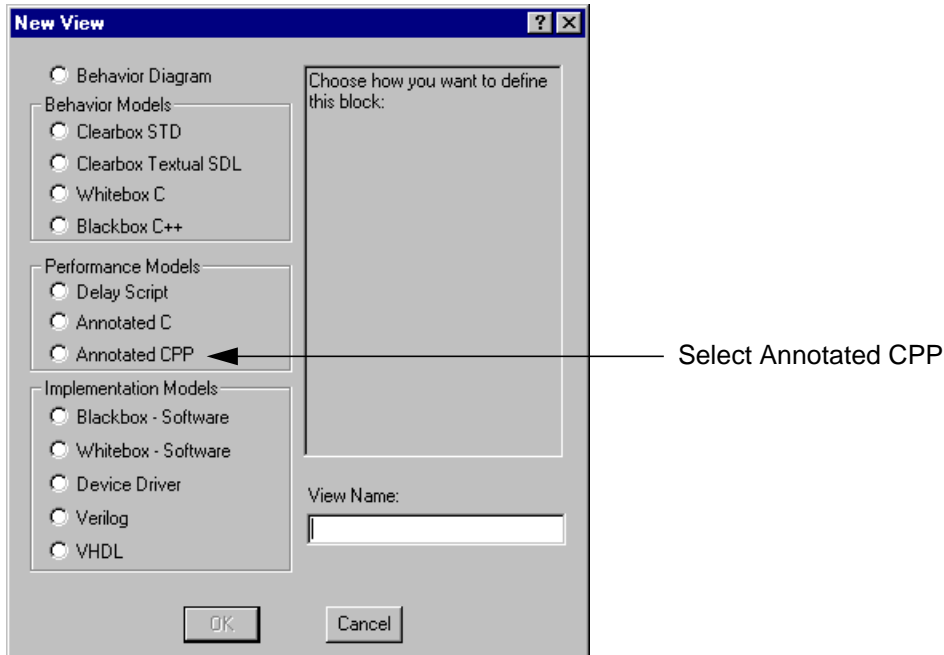 New View
Behavior Diagram
Behavior Models
Clearbox STD
Clearbox Textual SDL
Whitebox C
Blackbox C++
Performance Models
Delay Script
Annotated C
Annotated CPP
Implementation Models
Blackbox - Software
Whitebox - Software
Device Driver
Verilog
VHDL
Choose how you want to define
this block:
View Name:
OK
Cancel
Select Annotated CPP